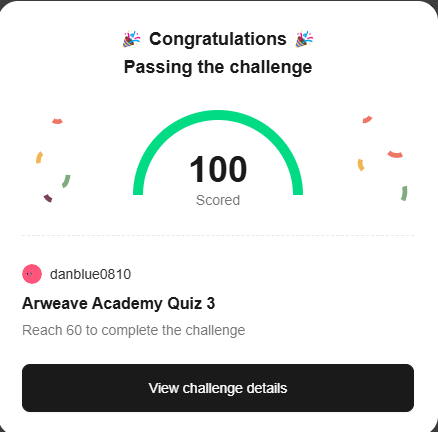 🎉 Congratulations 🎉
Passing the challenge
100
Scored
danblue0810
Arweave Academy Quiz 3
Reach 60 to complete the challenge
View challenge details